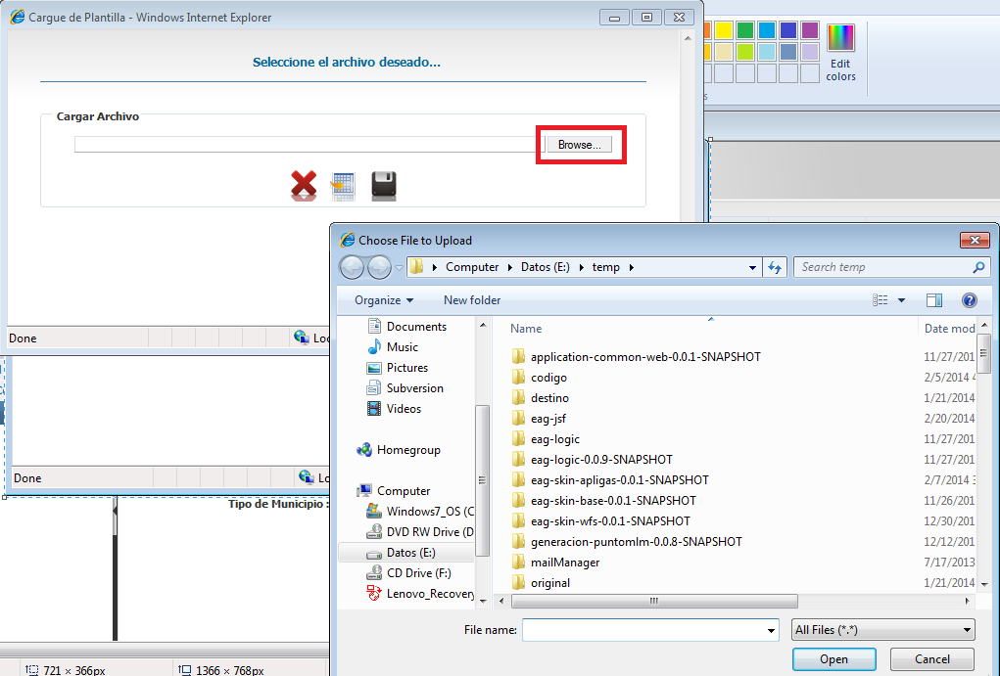 Cargue de Plantilla - Windows Internet Explorer
Seleccione el archivo deseado...
Edit
colors
Cargar Archivo
Browse...
Done
Choose File to Upload
Computer
Datos (E:)
temp
Search temp
Organize
New folder
Documents
Music
Pictures
Subversion
Videos
Homegroup
Computer
Windows7_OS (C
DVD RW Drive (D
Datos (E:)
CD Drive (F:)
Lenovo_Recovery
Name Date mod
application-common-web-0.0.1-SNAPSHOT 11/27/201
codigo 2/5/2014 4
destino 1/21/2014
eag-jsf 2/20/2014
eag-logic 11/27/201
eag-logic-0.0.9-SNAPSHOT 11/27/201
eag-skin-apligas-0.0.1-SNAPSHOT 2/7/2014 3
eag-skin-base-0.0.1-SNAPSHOT 11/26/201
eag-skin-wfs-0.0.1-SNAPSHOT 12/30/201
generacion-puntomlm-0.0.8-SNAPSHOT 12/12/201
mailManager 7/17/2013
original 1/21/2014
File name:
All Files (*.*)
Open
Cancel
Done
Tipo de Municipio :
721 × 366px
1366 × 768px